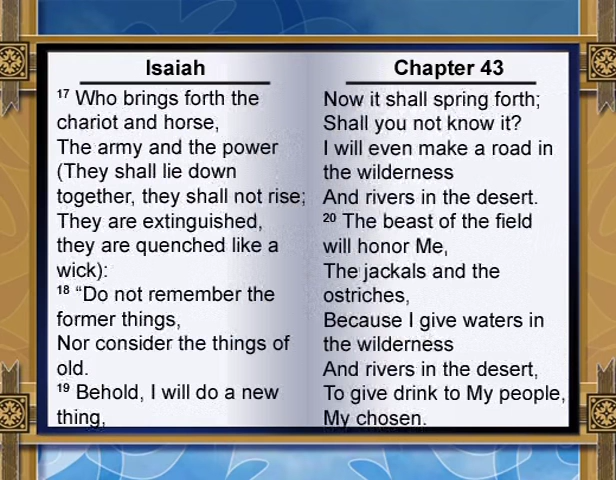 Isaiah
17 Who brings forth the
chariot and horse,
The army and the power
(They shall lie down
together, they shall not rise;
They are extinguished,
they are quenched like a
wick):
18 “Do not remember the
former things,
Nor consider the things of
old.
19 Behold, I will do a new
thing,
Chapter 43
Now it shall spring forth;
Shall you not know it?
I will even make a road in
the wilderness
And rivers in the desert.
20 The beast of the field
will honor Me,
The jackals and the
ostriches,
Because I give waters in
the wilderness
And rivers in the desert,
To give drink to My people,
My chosen.